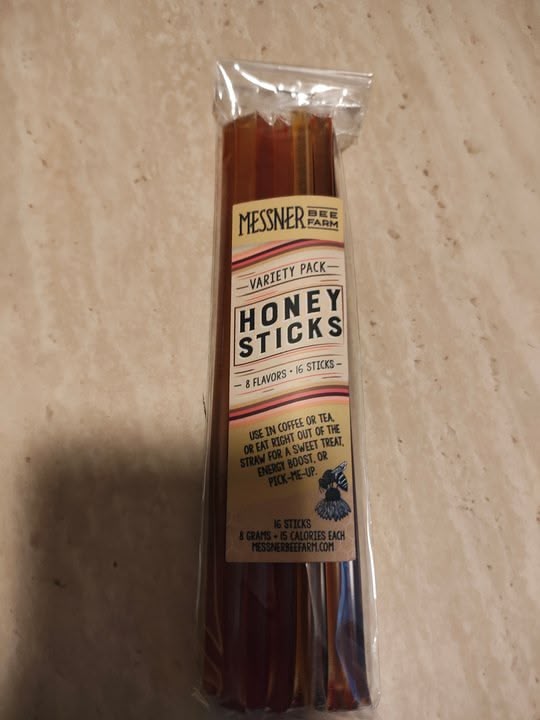 MESSNER BEE FARM
— VARIETY PACK —
HONEY
STICKS
— 8 FLAVORS • 16 STICKS —
USE IN COFFEE OR TEA,
OR EAT RIGHT OUT OF THE
STRAW FOR A SWEET TREAT,
ENERGY BOOST, OR
PICK-ME-UP.
16 STICKS
8 GRAMS • 15 CALORIES EACH
MESSNERBEEFARM.COM